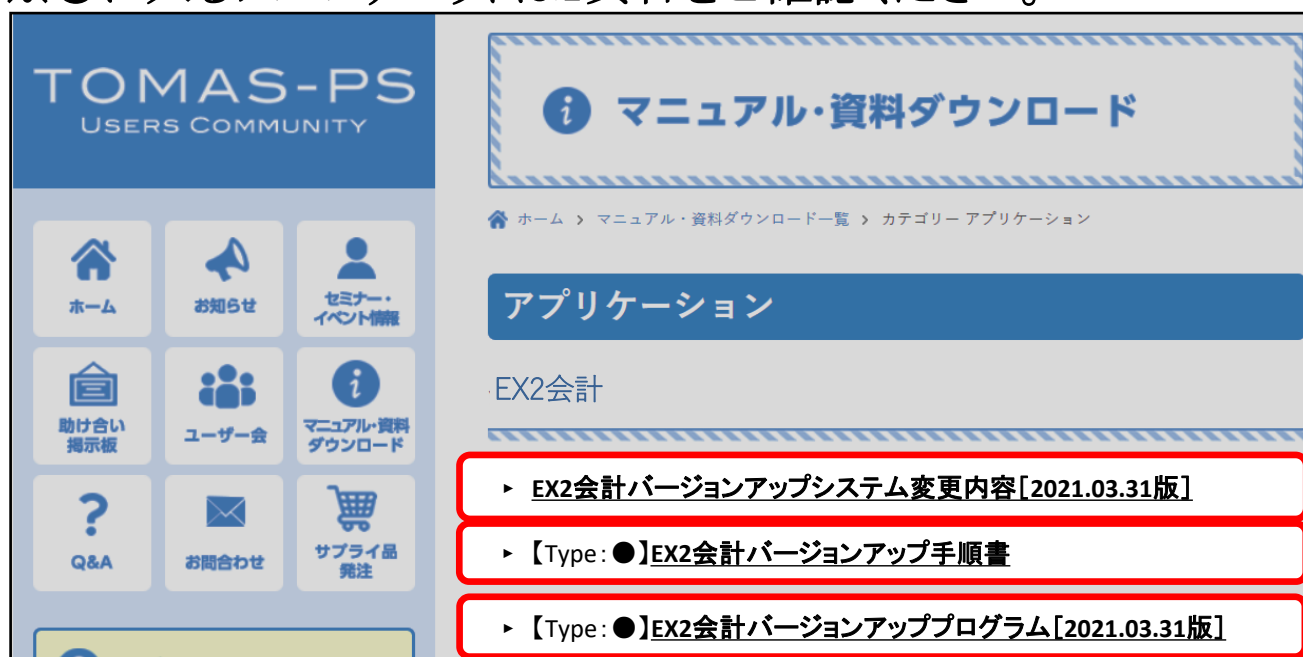 ご確認ください。
TOMAS-PS
USERS COMMUNITY
マニュアル・資料ダウンロード
ホーム > マニュアル・資料ダウンロード一覧 > カテゴリー アプリケーション
ホーム
お知らせ
セミナー・
イベント情報
助け合い
掲示板
ユーザー会
マニュアル・資料
ダウンロード
Q&A
お問合わせ
サプライ品
発注
アプリケーション
EX2会計
▸ EX2会計バージョンアップシステム変更内容[2021.03.31版]
▸【Type:●】EX2会計バージョンアップ手順書
▸【Type:●】EX2会計バージョンアッププログラム[2021.03.31版]